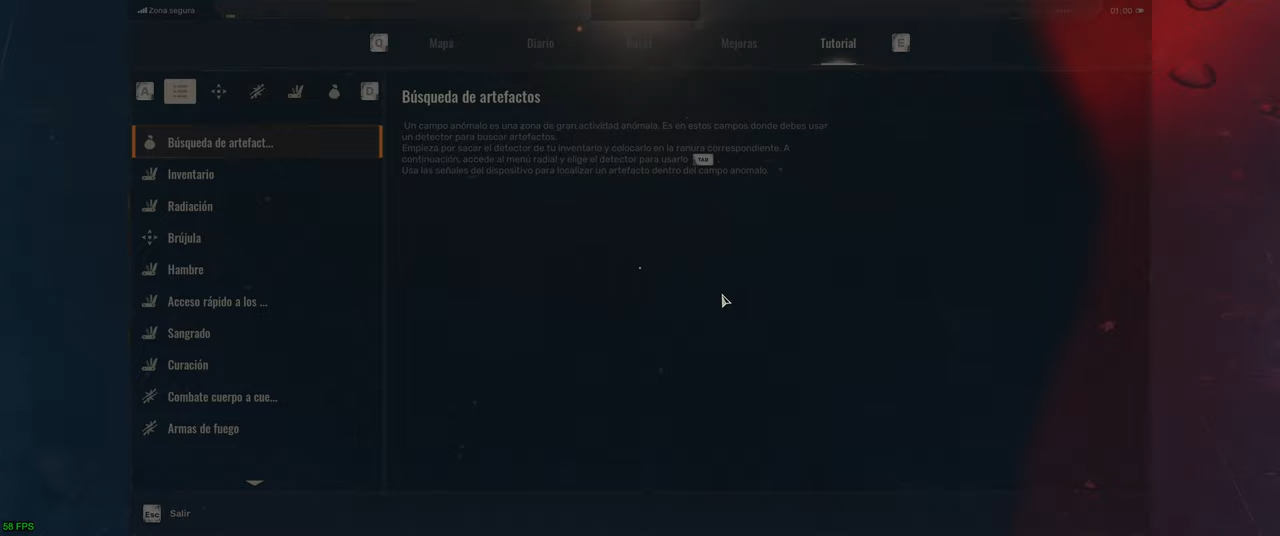 Zona segura
01:00
Q
Mapa
Diario
Mejoras
Tutorial
E
A
D
Búsqueda de artefactos
Un campo anómalo es una zona de gran actividad anómala. Es en estos campos donde debes usar
un detector para buscar artefactos.
Empieza por sacar el detector de tu inventario y colocarlo en la ranura correspondiente. A
continuación, accede al menú radial y elige el detector para usarlo TAB .
Usa las señales del dispositivo para localizar un artefacto dentro del campo anómalo.
Búsqueda de artefact...
Inventario
Radiación
Brújula
Hambre
Acceso rápido a los ...
Sangrado
Curación
Combate cuerpo a cue...
Armas de fuego
Esc Salir
58 FPS